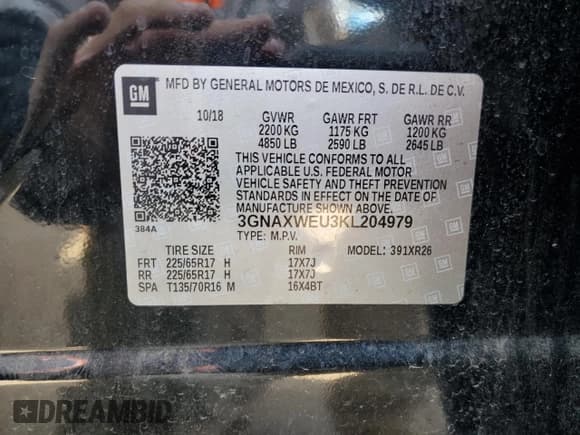 GM
MFD BY GENERAL MOTORS DE MEXICO, S. DE R.L. DE C.V.
10/18 GVWR GAWR FRT GAWR RR
2200 KG 1175 KG 1200 KG
4850 LB 2590 LB 2645 LB
THIS VEHICLE CONFORMS TO ALL
APPLICABLE U.S. FEDERAL MOTOR
VEHICLE SAFETY AND THEFT PREVENTION
STANDARDS IN EFFECT ON THE DATE OF
MANUFACTURE SHOWN ABOVE.
384A
3GNAXWEU3KL204979
TYPE: M.P.V.
TIRE SIZE RIM MODEL: 391XR26
FRT 225/65R17 H 17X7J
RR 225/65R17 H 17X7J
SPA T135/70R16 M 16X4BT
DREAMBID